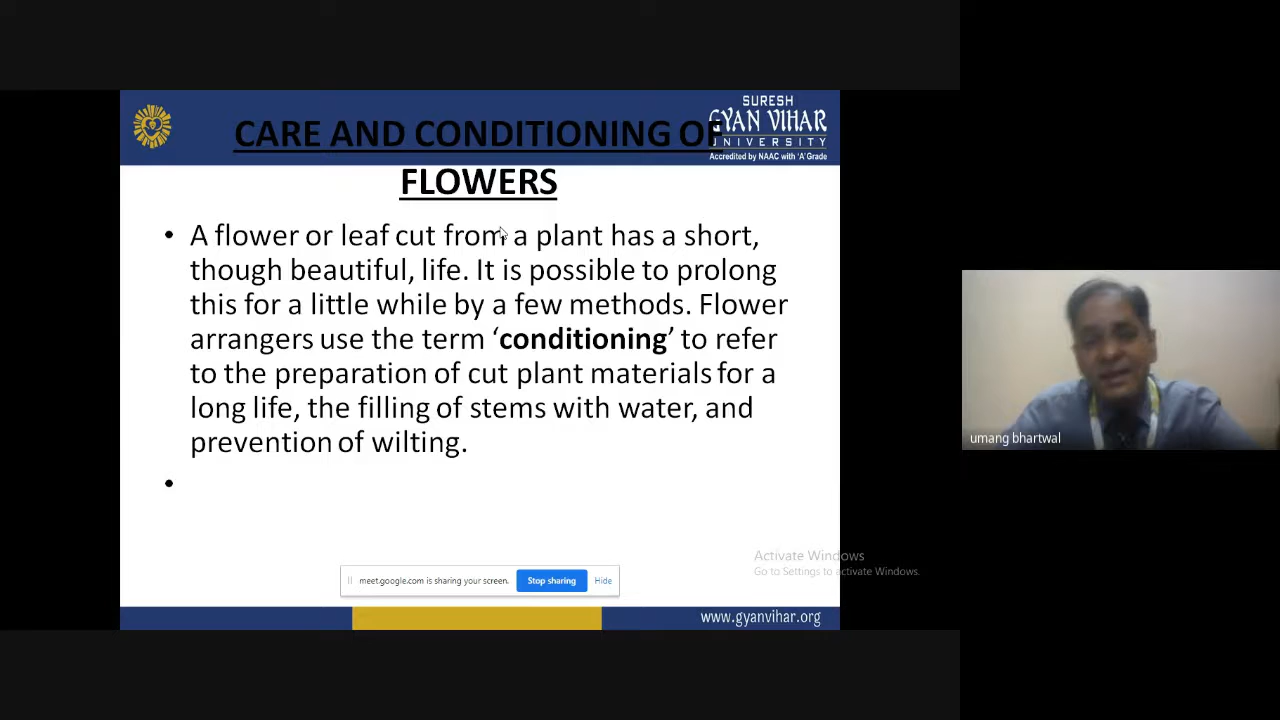 SURESH
GYAN VIHAR
UNIVERSITY
Accredited by NAAC with 'A' Grade
CARE AND CONDITIONING OF
FLOWERS
• A flower or leaf cut from a plant has a short,
though beautiful, life. It is possible to prolong
this for a little while by a few methods. Flower
arrangers use the term ‘conditioning’ to refer
to the preparation of cut plant materials for a
long life, the filling of stems with water, and
prevention of wilting.
•
umang bhartwal
Activate Windows
Go to Settings to activate Windows.
meet.google.com is sharing your screen. Stop sharing Hide
www.gyanvihar.org